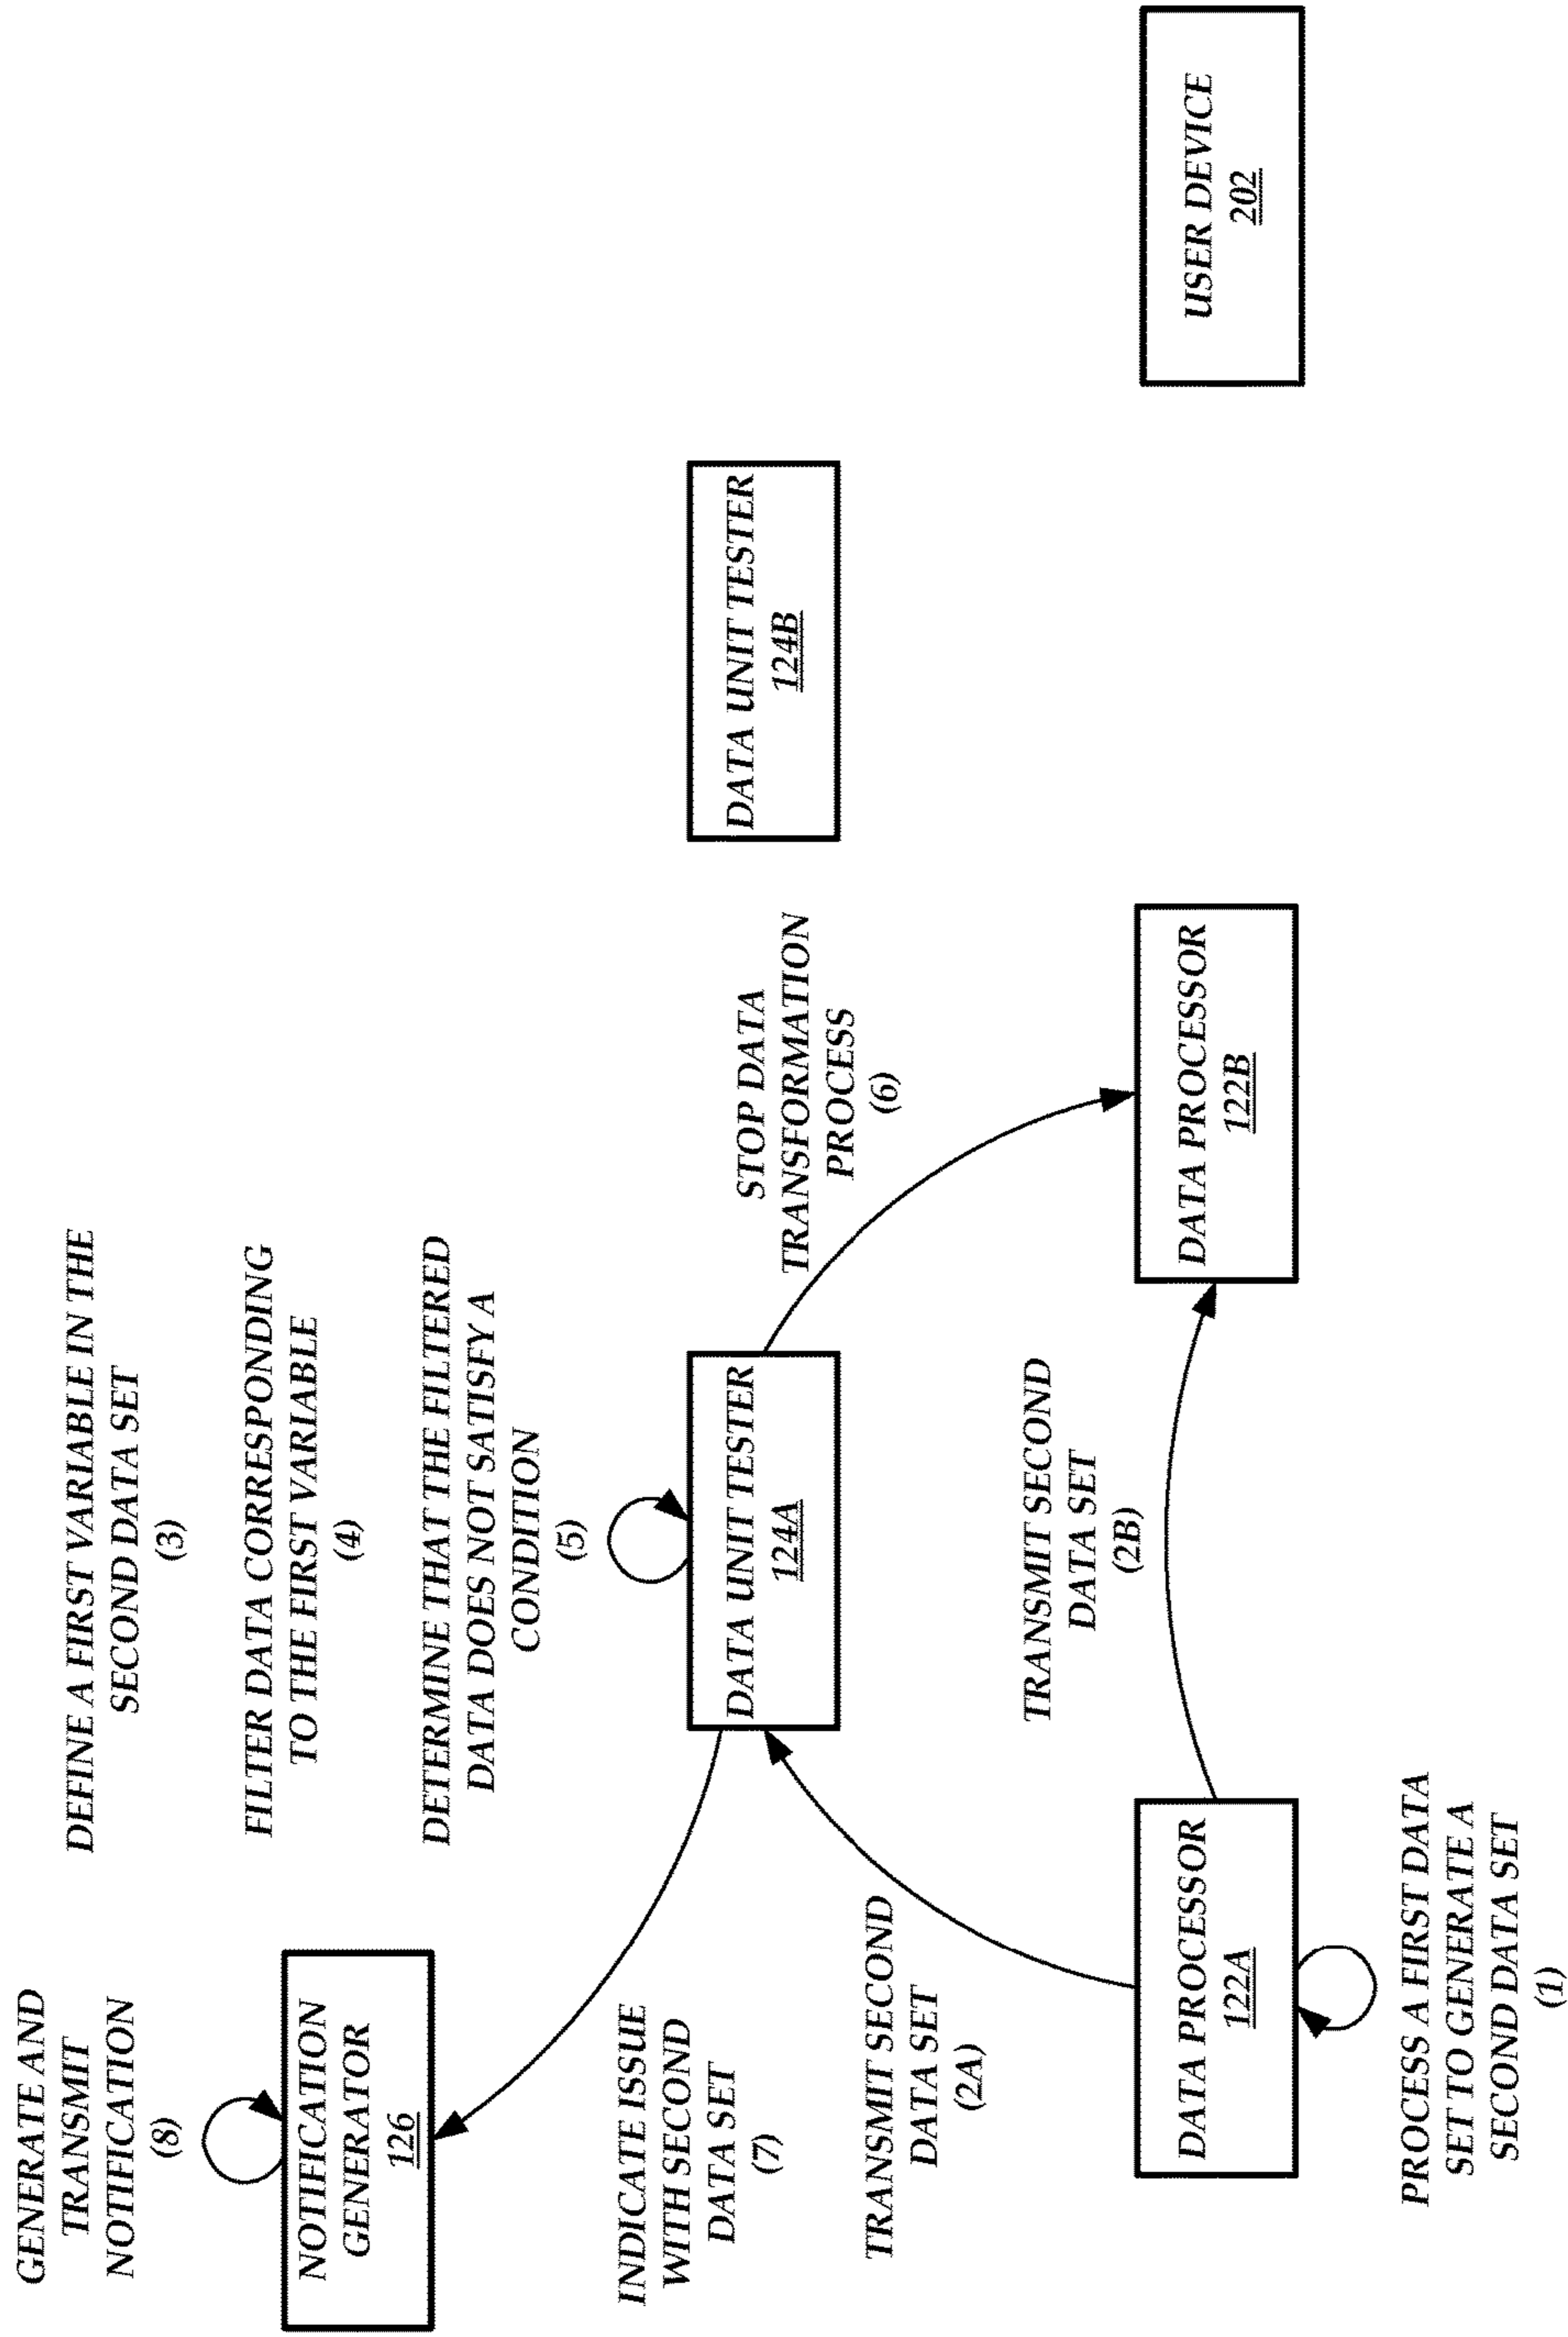 GENERATE AND
TRANSMIT
NOTIFICATION
(8)
NOTIFICATION
GENERATOR
126
DEFINE A FIRST VARIABLE IN THE
SECOND DATA SET
(3)
FILTER DATA CORRESPONDING
TO THE FIRST VARIABLE
(4)
DETERMINE THAT THE FILTERED
DATA DOES NOT SATISFY A
CONDITION
(5)
INDICATE ISSUE
WITH SECOND
DATA SET
(7)
DATA UNIT TESTER
124A
STOP DATA
TRANSFORMATION
PROCESS
(6)
DATA UNIT TESTER
124B
TRANSMIT SECOND
DATA SET
(2A)
TRANSMIT SECOND
DATA SET
(2B)
DATA PROCESSOR
122A
DATA PROCESSOR
122B
USER DEVICE
202
PROCESS A FIRST DATA
SET TO GENERATE A
SECOND DATA SET
(1)